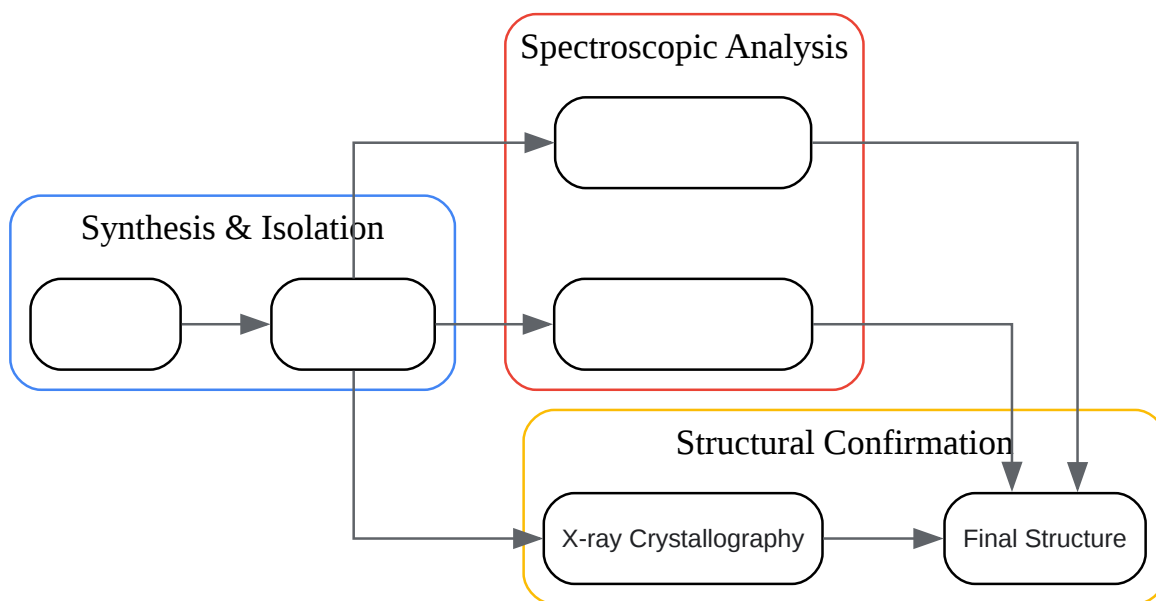 Spectroscopic Analysis
Synthesis & Isolation
Structural Confirmation
X-ray Crystallography
Final Structure